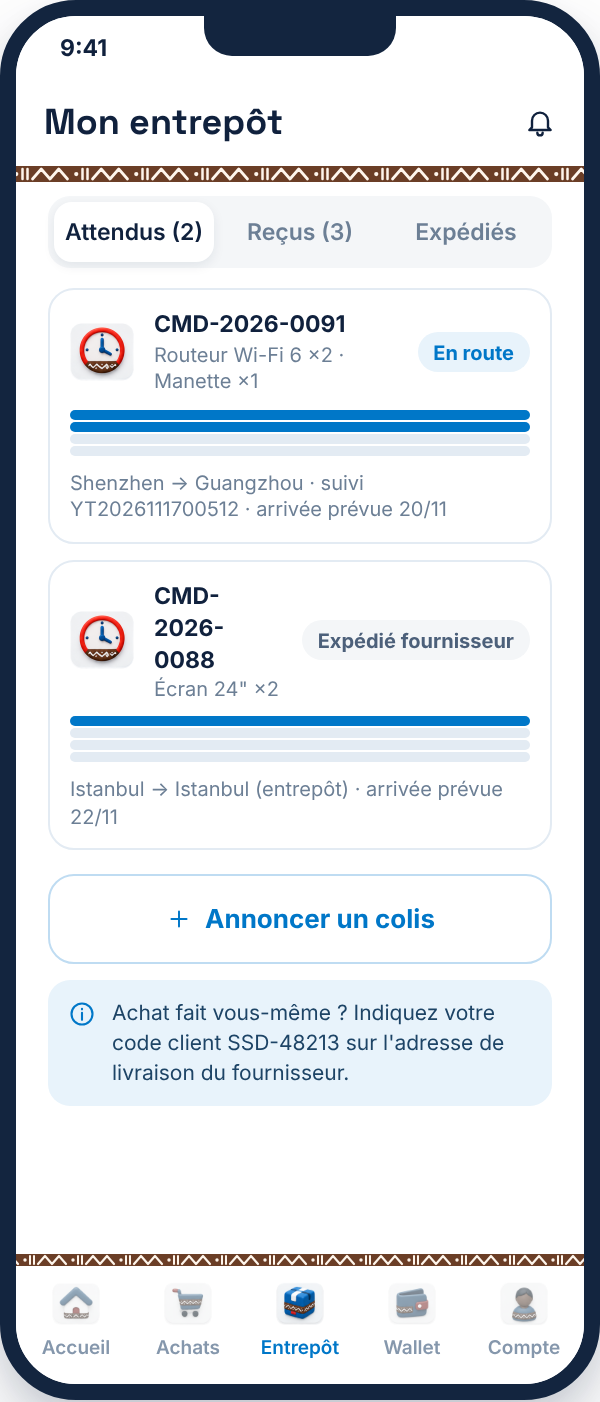 9:41
Mon entrepôt
Attendus (2)
Reçus (3)
Expédiés
CMD-2026-0091
Routeur Wi-Fi 6 ×2 ·
Manette ×1
En route
Shenzhen → Guangzhou · suivi
YT2026111700512 · arrivée prévue 20/11
CMD-
2026-
0088
Écran 24" ×2
Expédié fournisseur
Istanbul → Istanbul (entrepôt) · arrivée prévue
22/11
+ Annoncer un colis
Achat fait vous-même ? Indiquez votre
code client SSD-48213 sur l'adresse de
livraison du fournisseur.
Accueil
Achats
Entrepôt
Wallet
Compte